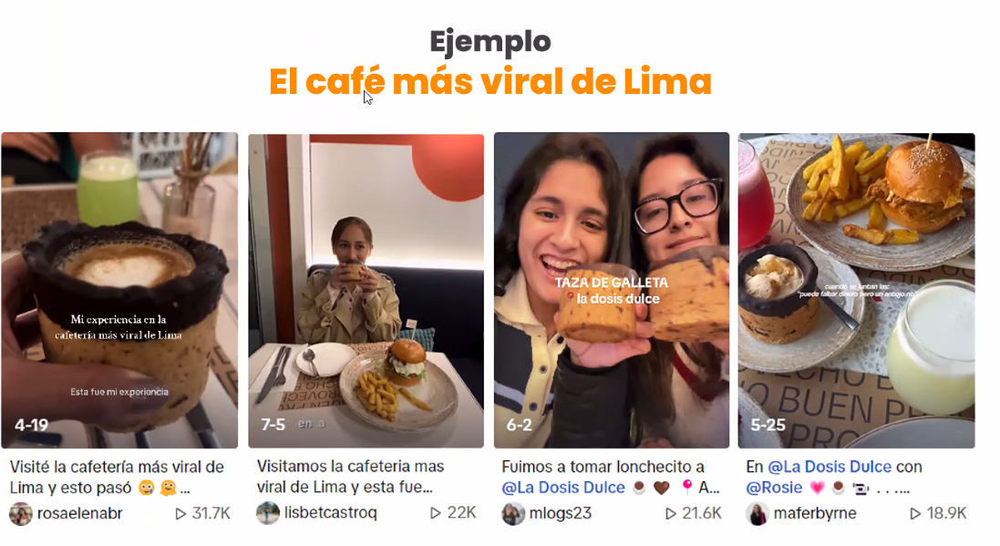 Ejemplo
El café más viral de Lima
Mi experiencia en la
cafetería más viral de Lima
Esta fue mi experiencia
4-19
en a
7-5
TAZA DE GALLETA
📍 la dosis dulce
6-2
cuando se juntan las:
"puede faltar dinero pero un antojo no"
5-25
Visité la cafetería más viral de
Lima y esto pasó 🥹 🤗 ...
rosaelenabr ▷ 31.7K
Visitamos la cafeteria mas
viral de Lima y esta fue...
lisbetcastroq ▷ 22K
Fuimos a tomar lonchecito a
@La Dosis Dulce ☕ 🤎 📍 A...
mlogs23 ▷ 21.6K
En @La Dosis Dulce con
@Rosie 💗 ☕ . . ....
maferbyrne ▷ 18.9K